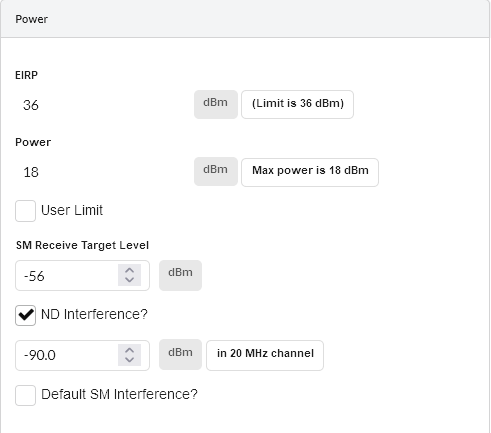 Power
EIRP
36 dBm (Limit is 36 dBm)
Power
18 dBm Max power is 18 dBm
User Limit
SM Receive Target Level
-56 dBm
ND Interference?
-90.0 dBm in 20 MHz channel
Default SM Interference?